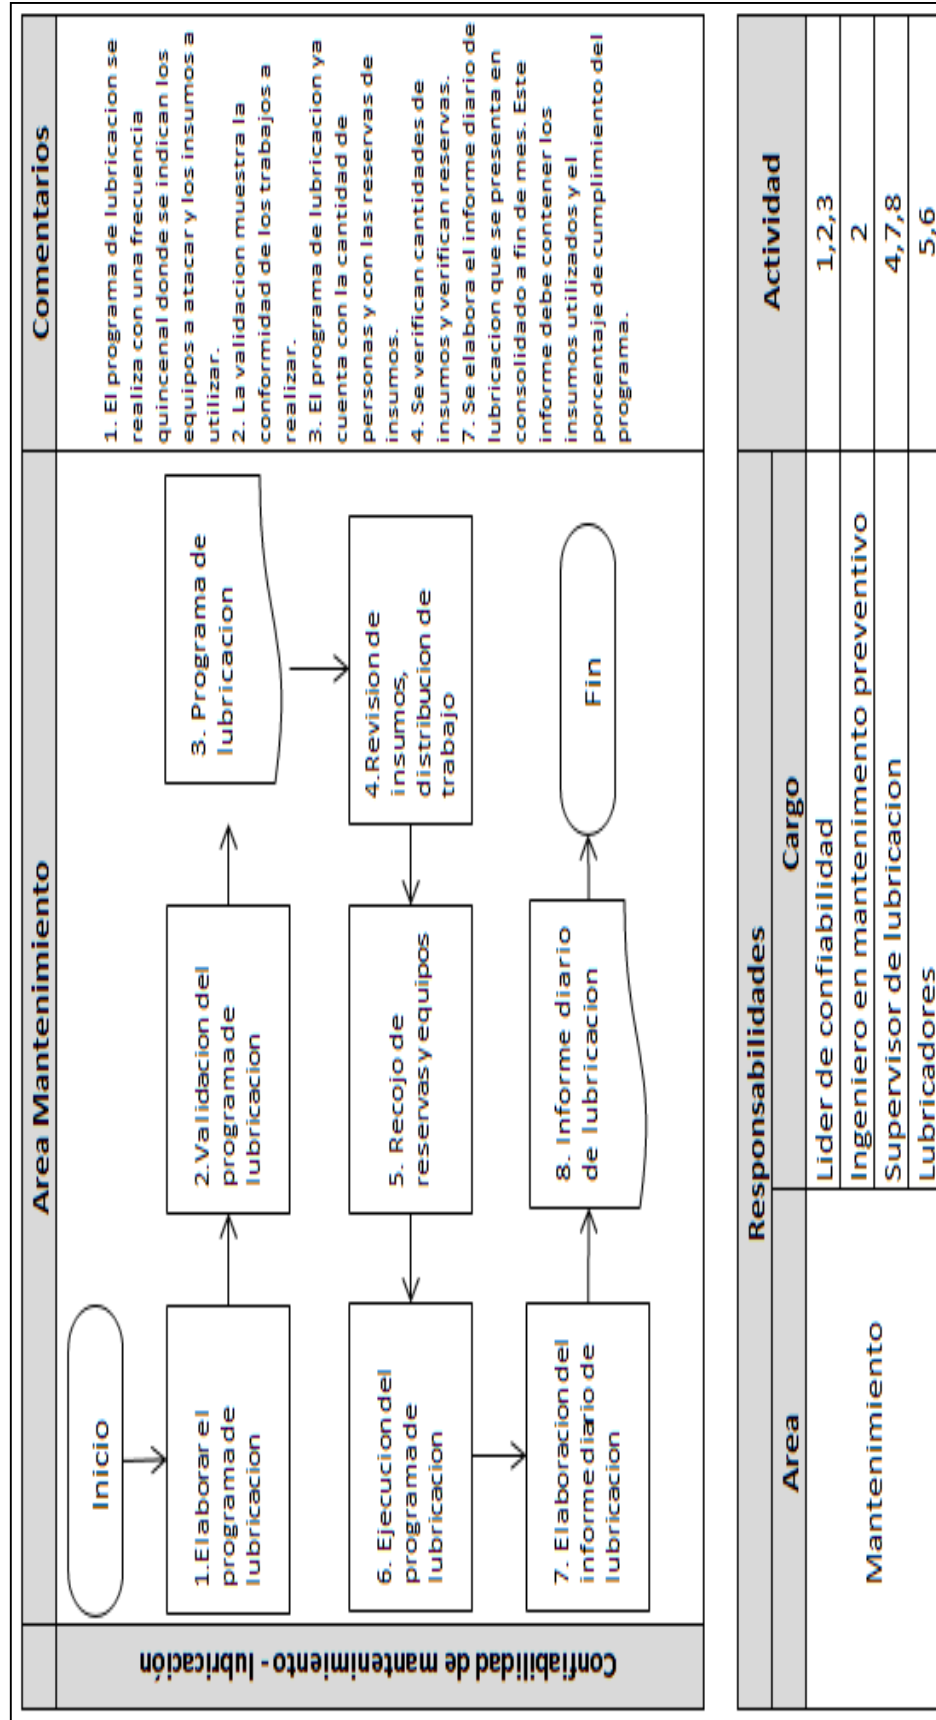 Area Mantenimiento
Comentarios
Confiabilidad de mantenimiento - lubricación
Inicio
1.Elaborar el
programa de
lubricacion
2.Validacion del
programa de
lubricacion
3. Programa de
lubricacion
4.Revision de
insumos,
distribucion de
trabajo
5. Recojo de
reservas y equipos
6. Ejecucion del
programa de
lubricacion
7. Elaboracion del
informe diario de
lubricacion
8. Informe diario
de lubricacion
Fin
1. El programa de lubricacion se
realiza con una frecuencia
quincenal donde se indican los
equipos a atacar y los insumos a
utilizar.
2. La validacion muestra la
conformidad de los trabajos a
realizar.
3. El programa de lubricacion ya
cuenta con la cantidad de
personas y con las reservas de
insumos.
4. Se verifican cantidades de
insumos y verifican reservas.
7. Se elabora el informe diario de
lubricacion que se presenta en
consolidado a fin de mes. Este
informe debe contener los
insumos utilizados y el
porcentaje de cumplimiento del
programa.
Responsabilidades
Area Cargo Actividad
Mantenimiento
Lider de confiabilidad 1,2,3
Ingeniero en mantenimento preventivo 2
Supervisor de lubricacion 4,7,8
Lubricadores 5,6